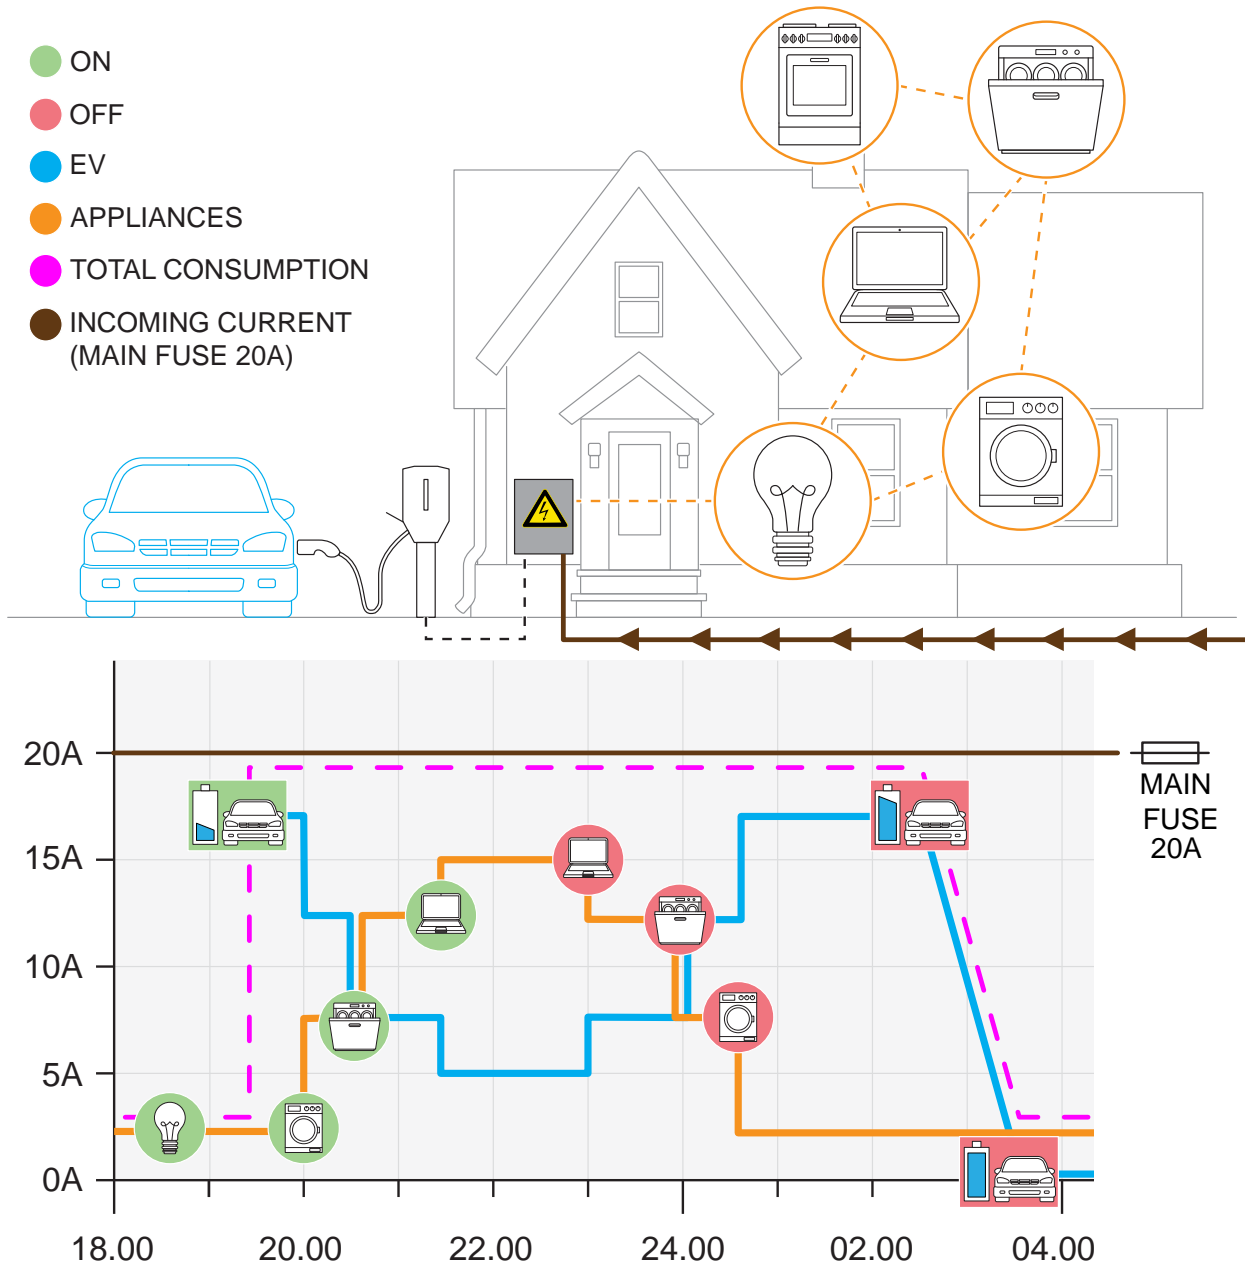 ON
OFF
EV
APPLIANCES
TOTAL CONSUMPTION
INCOMING CURRENT
(MAIN FUSE 20A)
20A
15A
10A
5A
0A
MAIN
FUSE
20A
18.00
20.00
22.00
24.00
02.00
04.00